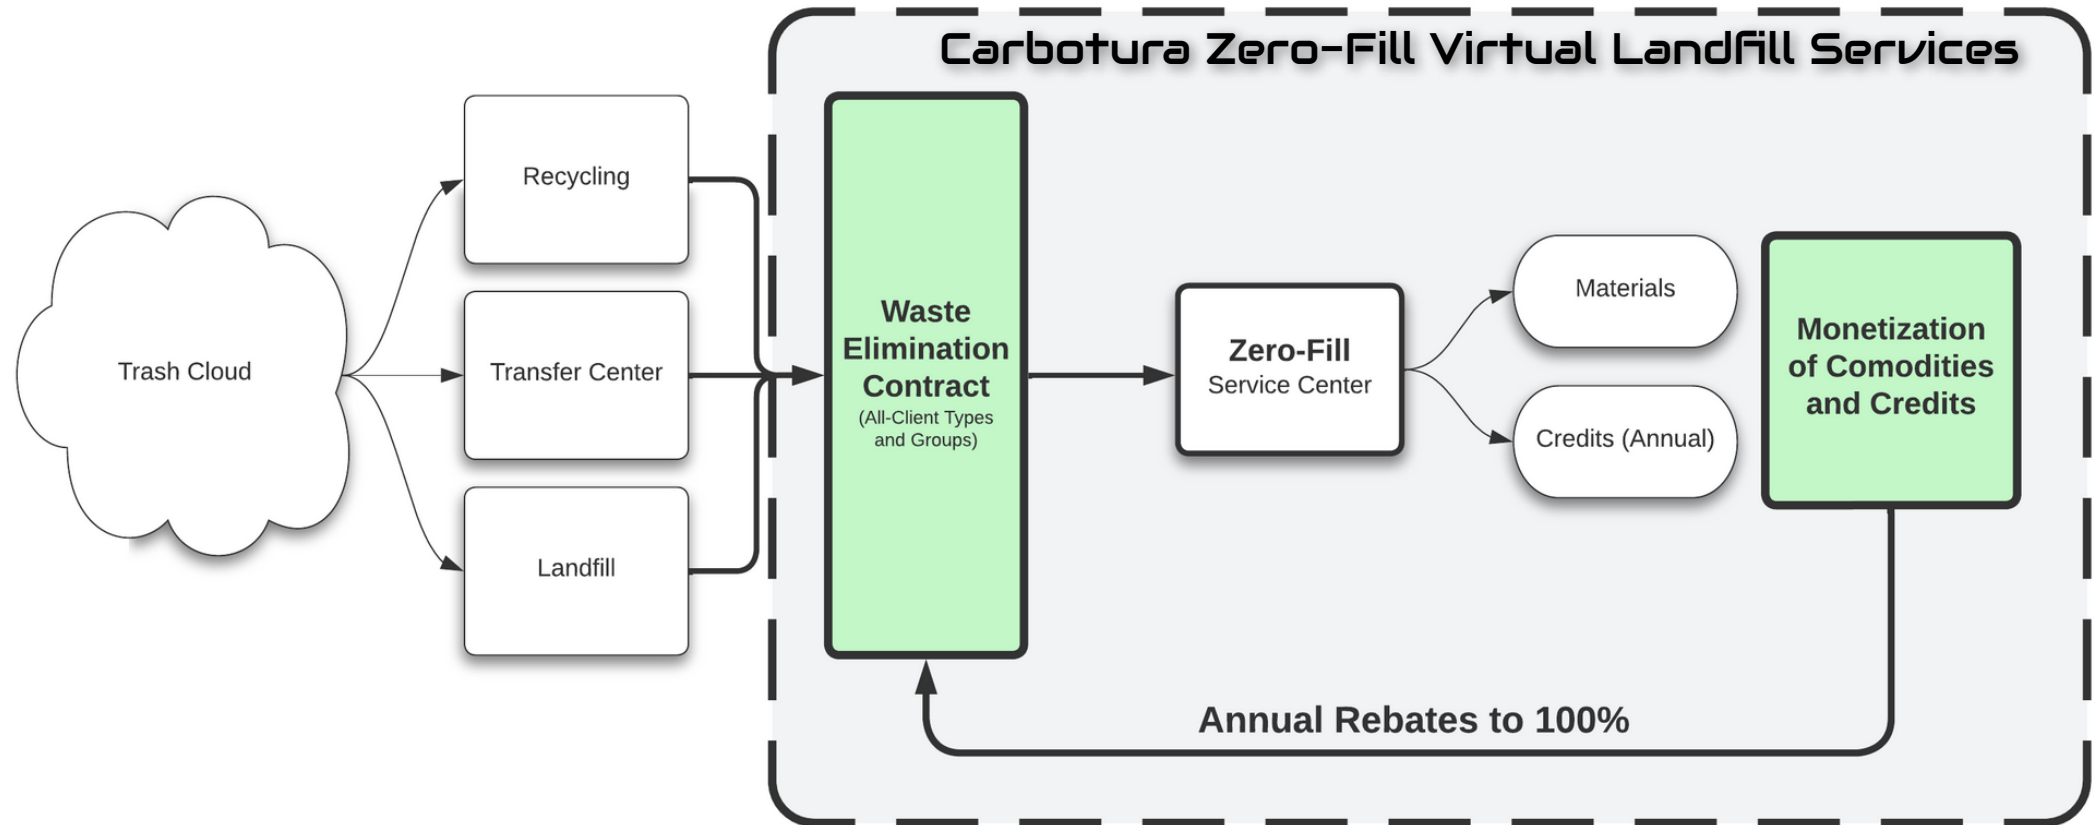 Carbotura Zero-Fill Virtual Landfill Services
Trash Cloud
Recycling
Transfer Center
Landfill
Waste
Elimination
Contract
(All-Client Types
and Groups)
Zero-Fill
Service Center
Materials
Credits (Annual)
Monetization
of Comodities
and Credits
Annual Rebates to 100%